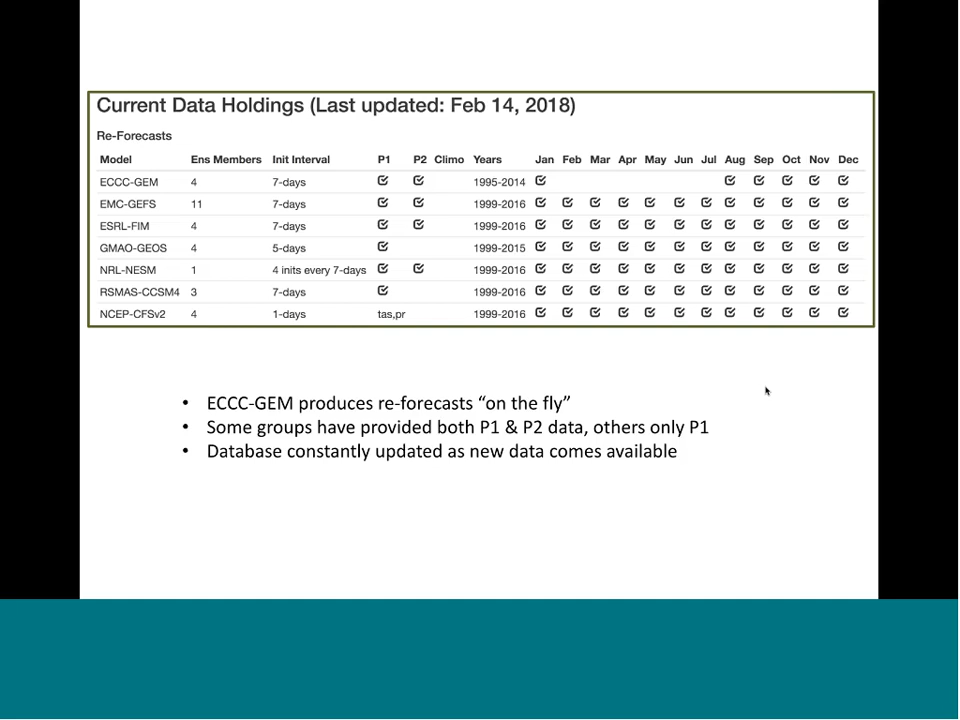 Current Data Holdings (Last updated: Feb 14, 2018)
Re-Forecasts
Model Ens Members Init Interval P1 P2 Climo Years Jan Feb Mar Apr May Jun Jul Aug Sep Oct Nov Dec
ECCC-GEM 4 7-days 1995-2014
EMC-GEFS 11 7-days 1999-2016
ESRL-FIM 4 7-days 1999-2016
GMAO-GEOS 4 5-days 1999-2015
NRL-NESM 1 4 inits every 7-days 1999-2016
RSMAS-CCSM4 3 7-days 1999-2016
NCEP-CFSv2 4 1-days tas,pr 1999-2016
• ECCC-GEM produces re-forecasts “on the fly”
• Some groups have provided both P1 & P2 data, others only P1
• Database constantly updated as new data comes available